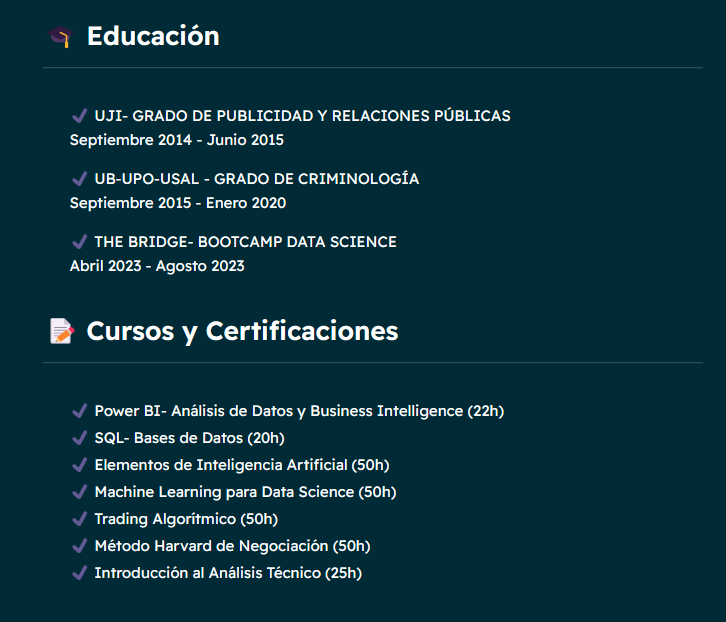 Educación
UJI- GRADO DE PUBLICIDAD Y RELACIONES PÚBLICAS
Septiembre 2014 - Junio 2015
UB-UPO-USAL - GRADO DE CRIMINOLOGÍA
Septiembre 2015 - Enero 2020
THE BRIDGE- BOOTCAMP DATA SCIENCE
Abril 2023 - Agosto 2023
Cursos y Certificaciones
Power BI- Análisis de Datos y Business Intelligence (22h)
SQL- Bases de Datos (20h)
Elementos de Inteligencia Artificial (50h)
Machine Learning para Data Science (50h)
Trading Algorítmico (50h)
Método Harvard de Negociación (50h)
Introducción al Análisis Técnico (25h)